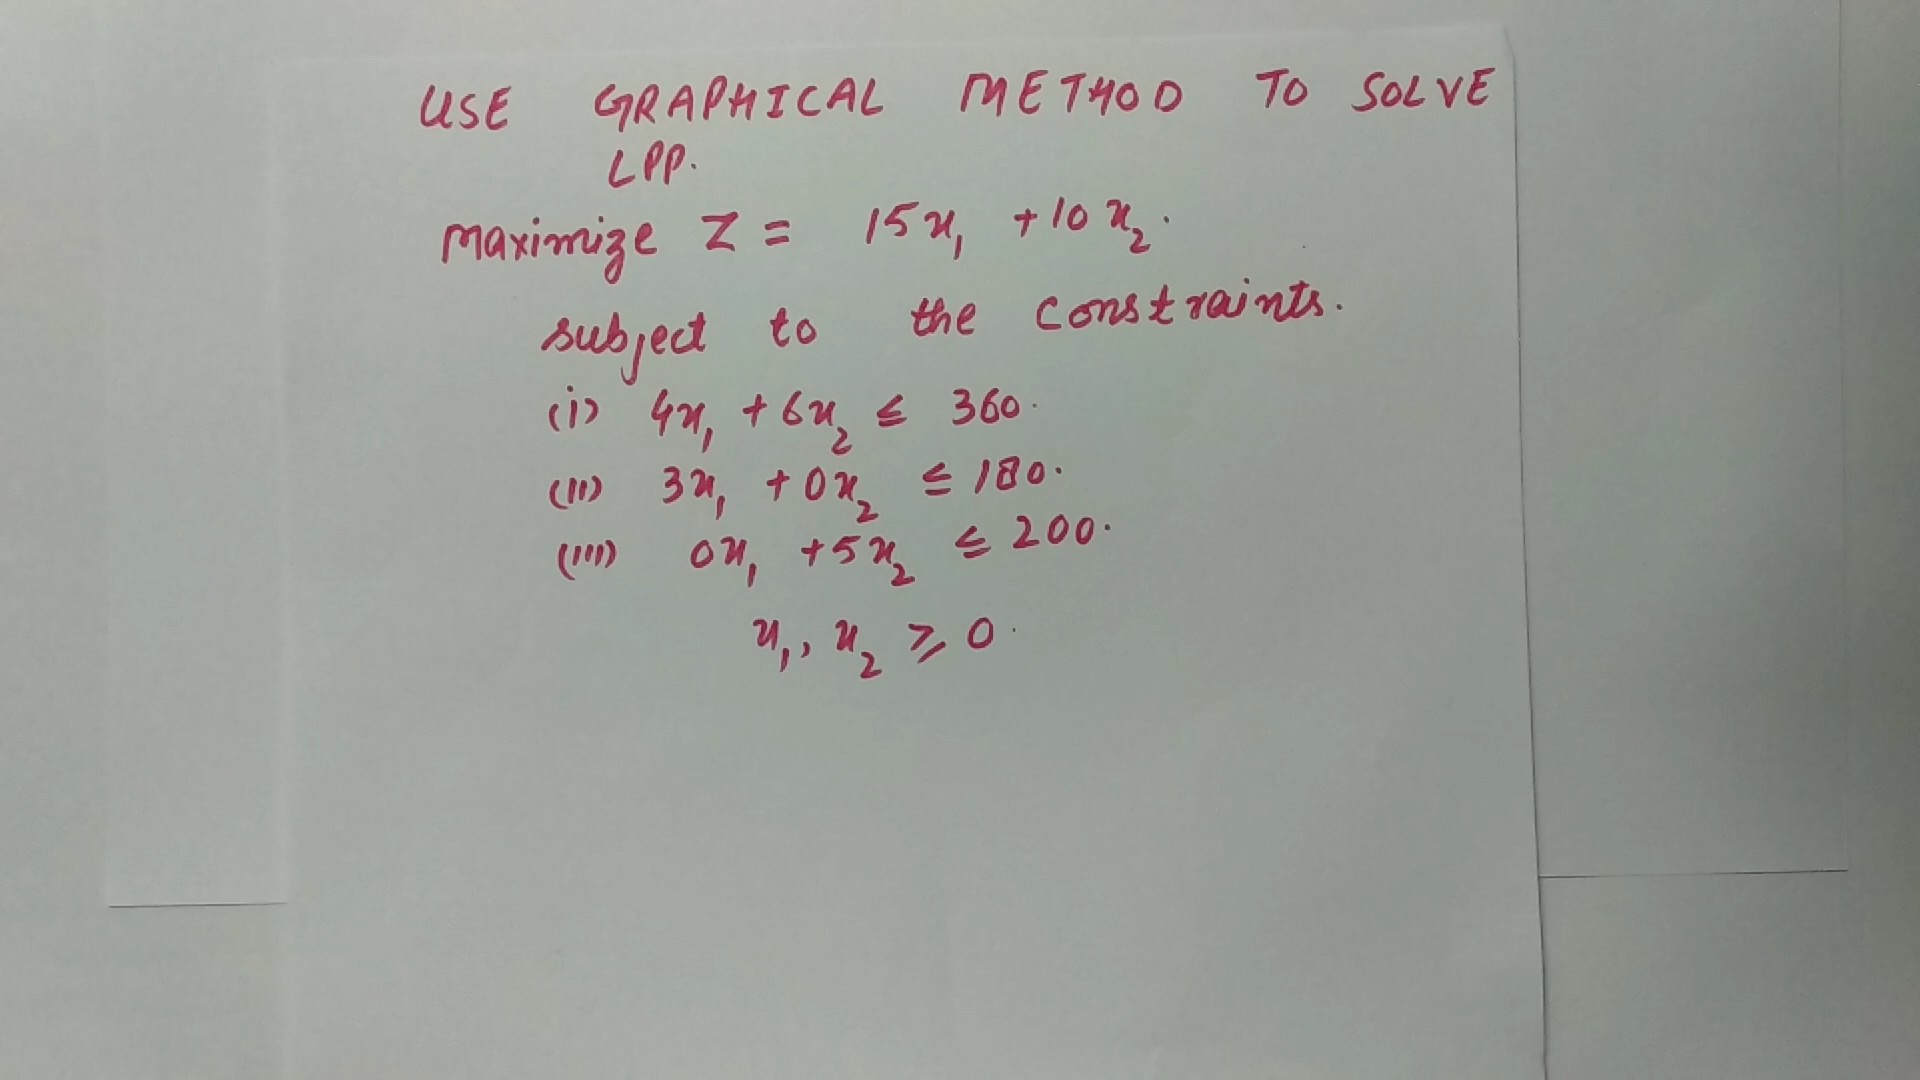 USE GRAPHICAL METHOD TO SOLVE
LPP.
Maximize Z = 15x₁ + 10x₂.
subject to the constraints.
(i) 4x₁ + 6x₂ ≤ 360.
(ii) 3x₁ + 0x₂ ≤ 180.
(iii) 0x₁ + 5x₂ ≤ 200.
x₁, x₂ ≥ 0.